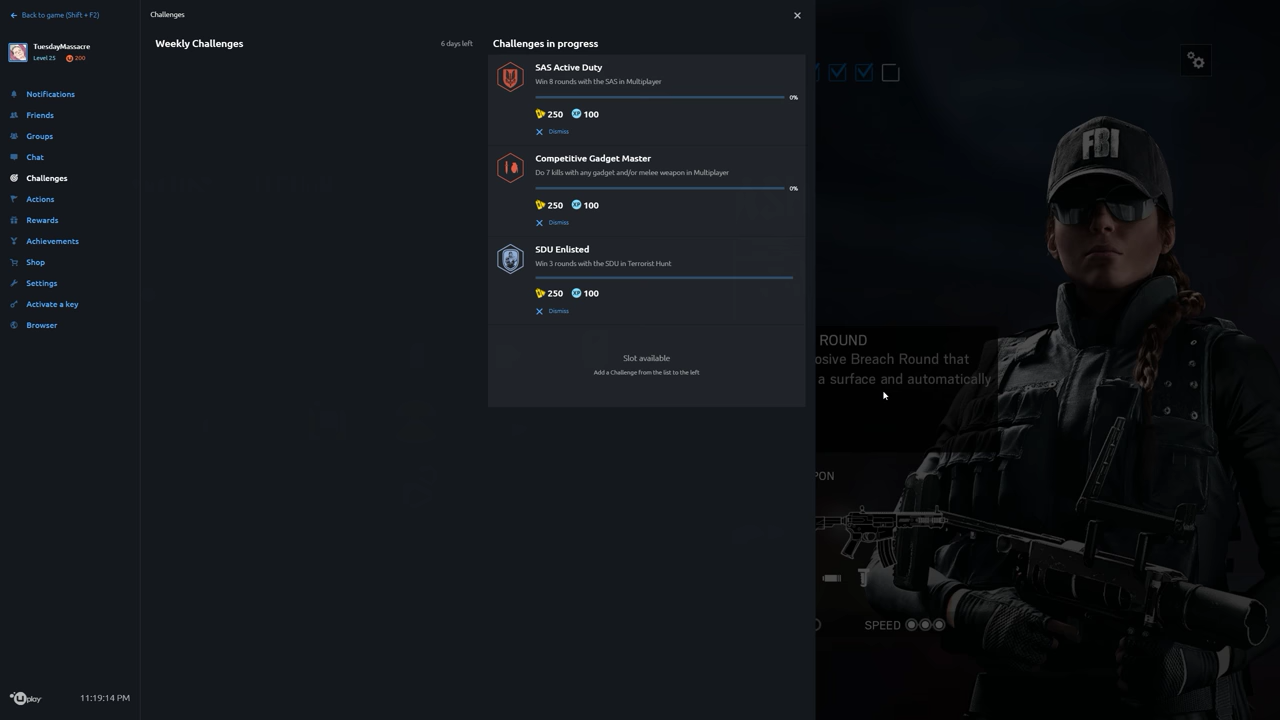 Back to game (Shift + F2)
TuesdayMassacre
Level 25 200
Notifications
Friends
Groups
Chat
Challenges
Actions
Rewards
Achievements
Shop
Settings
Activate a key
Browser
uplay 11:19:14 PM
Challenges
Weekly Challenges 6 days left
Challenges in progress
SAS Active Duty
Win 8 rounds with the SAS in Multiplayer
0%
250 XP 100
Dismiss
Competitive Gadget Master
Do 7 kills with any gadget and/or melee weapon in Multiplayer
0%
250 XP 100
Dismiss
SDU Enlisted
Win 3 rounds with the SDU in Terrorist Hunt
250 XP 100
Dismiss
Slot available
Add a Challenge from the list to the left
FBI
ROUND
osive Breach Round that
a surface and automatically
PON
SPEED